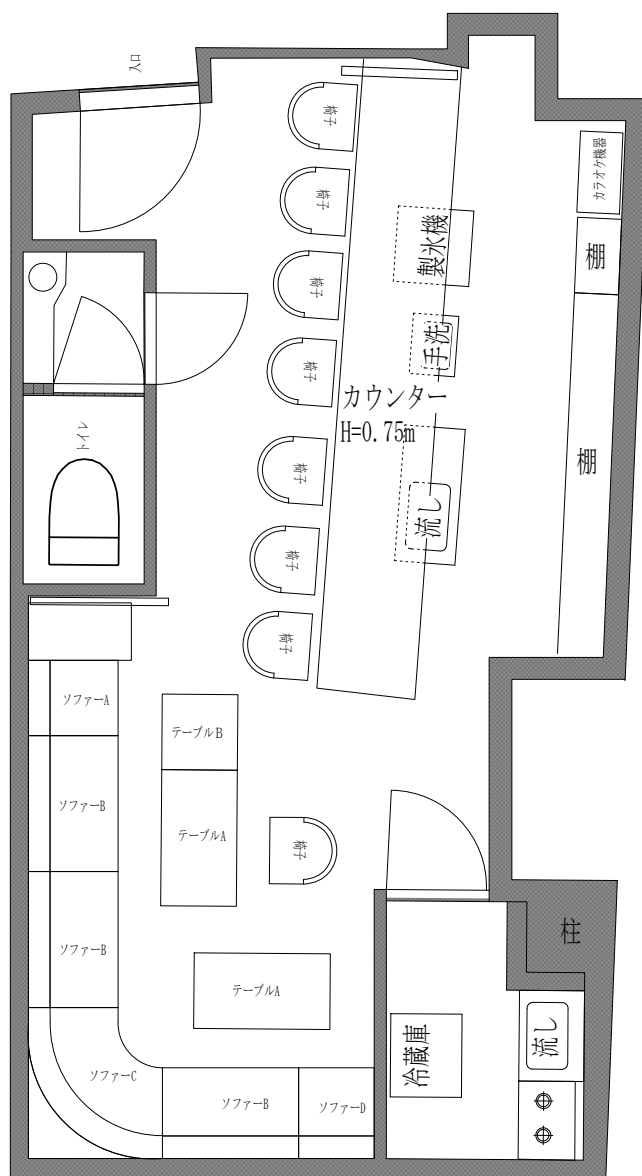 入口
椅子
カラオケ機器
椅子
製氷機
棚
椅子
手洗
椅子
カウンター
H=0.75m
トイレ
椅子
棚
流し
椅子
椅子
ソファーA
テーブルB
ソファーB
テーブルA
椅子
ソファーB
柱
テーブルA
冷蔵庫
流し
ソファーC
ソファーB
ソファーD